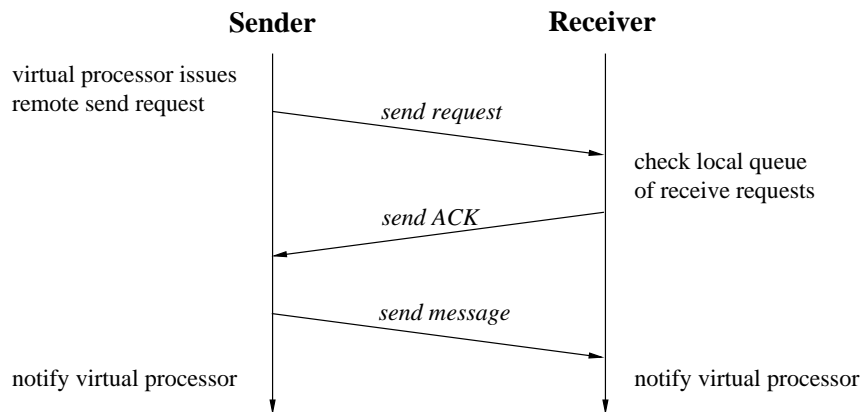 Sender
Receiver
virtual processor issues
remote send request
send request
check local queue
of receive requests
send ACK
send message
notify virtual processor
notify virtual processor